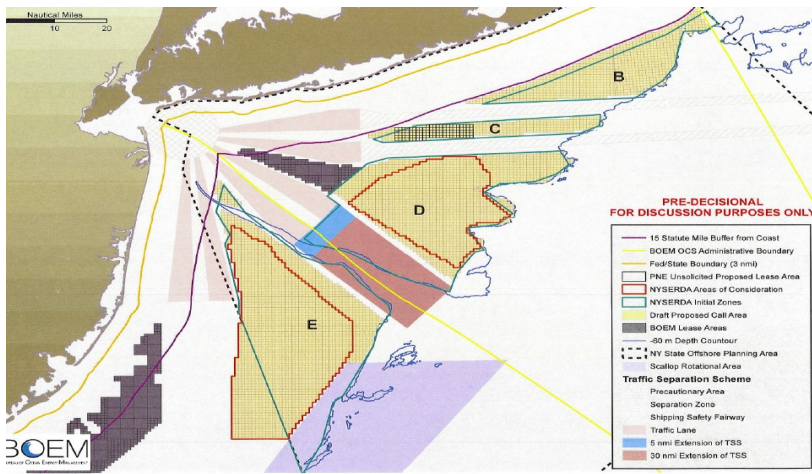 Nautical Miles
10
20
B
C
D
E
PRE-DECISIONAL
FOR DISCUSSION PURPOSES ONLY
15 Statute Mile Buffer from Coast
BOEM OCS Administrative Boundary
Fed/State Boundary (3 nmi)
PNE Unsolicited Proposed Lease Area
NYSERDA Areas of Consideration
NYSERDA Initial Zones
Draft Proposed Call Area
BOEM Lease Areas
-60 m Depth Contour
NY State Offshore Planning Area
Scallop Rotational Area
Traffic Separation Scheme
Precautionary Area
Separation Zone
Shipping Safety Fairway
Traffic Lane
5 nmi Extension of TSS
30 nmi Extension of TSS
BOEM
Ocean Energy Management